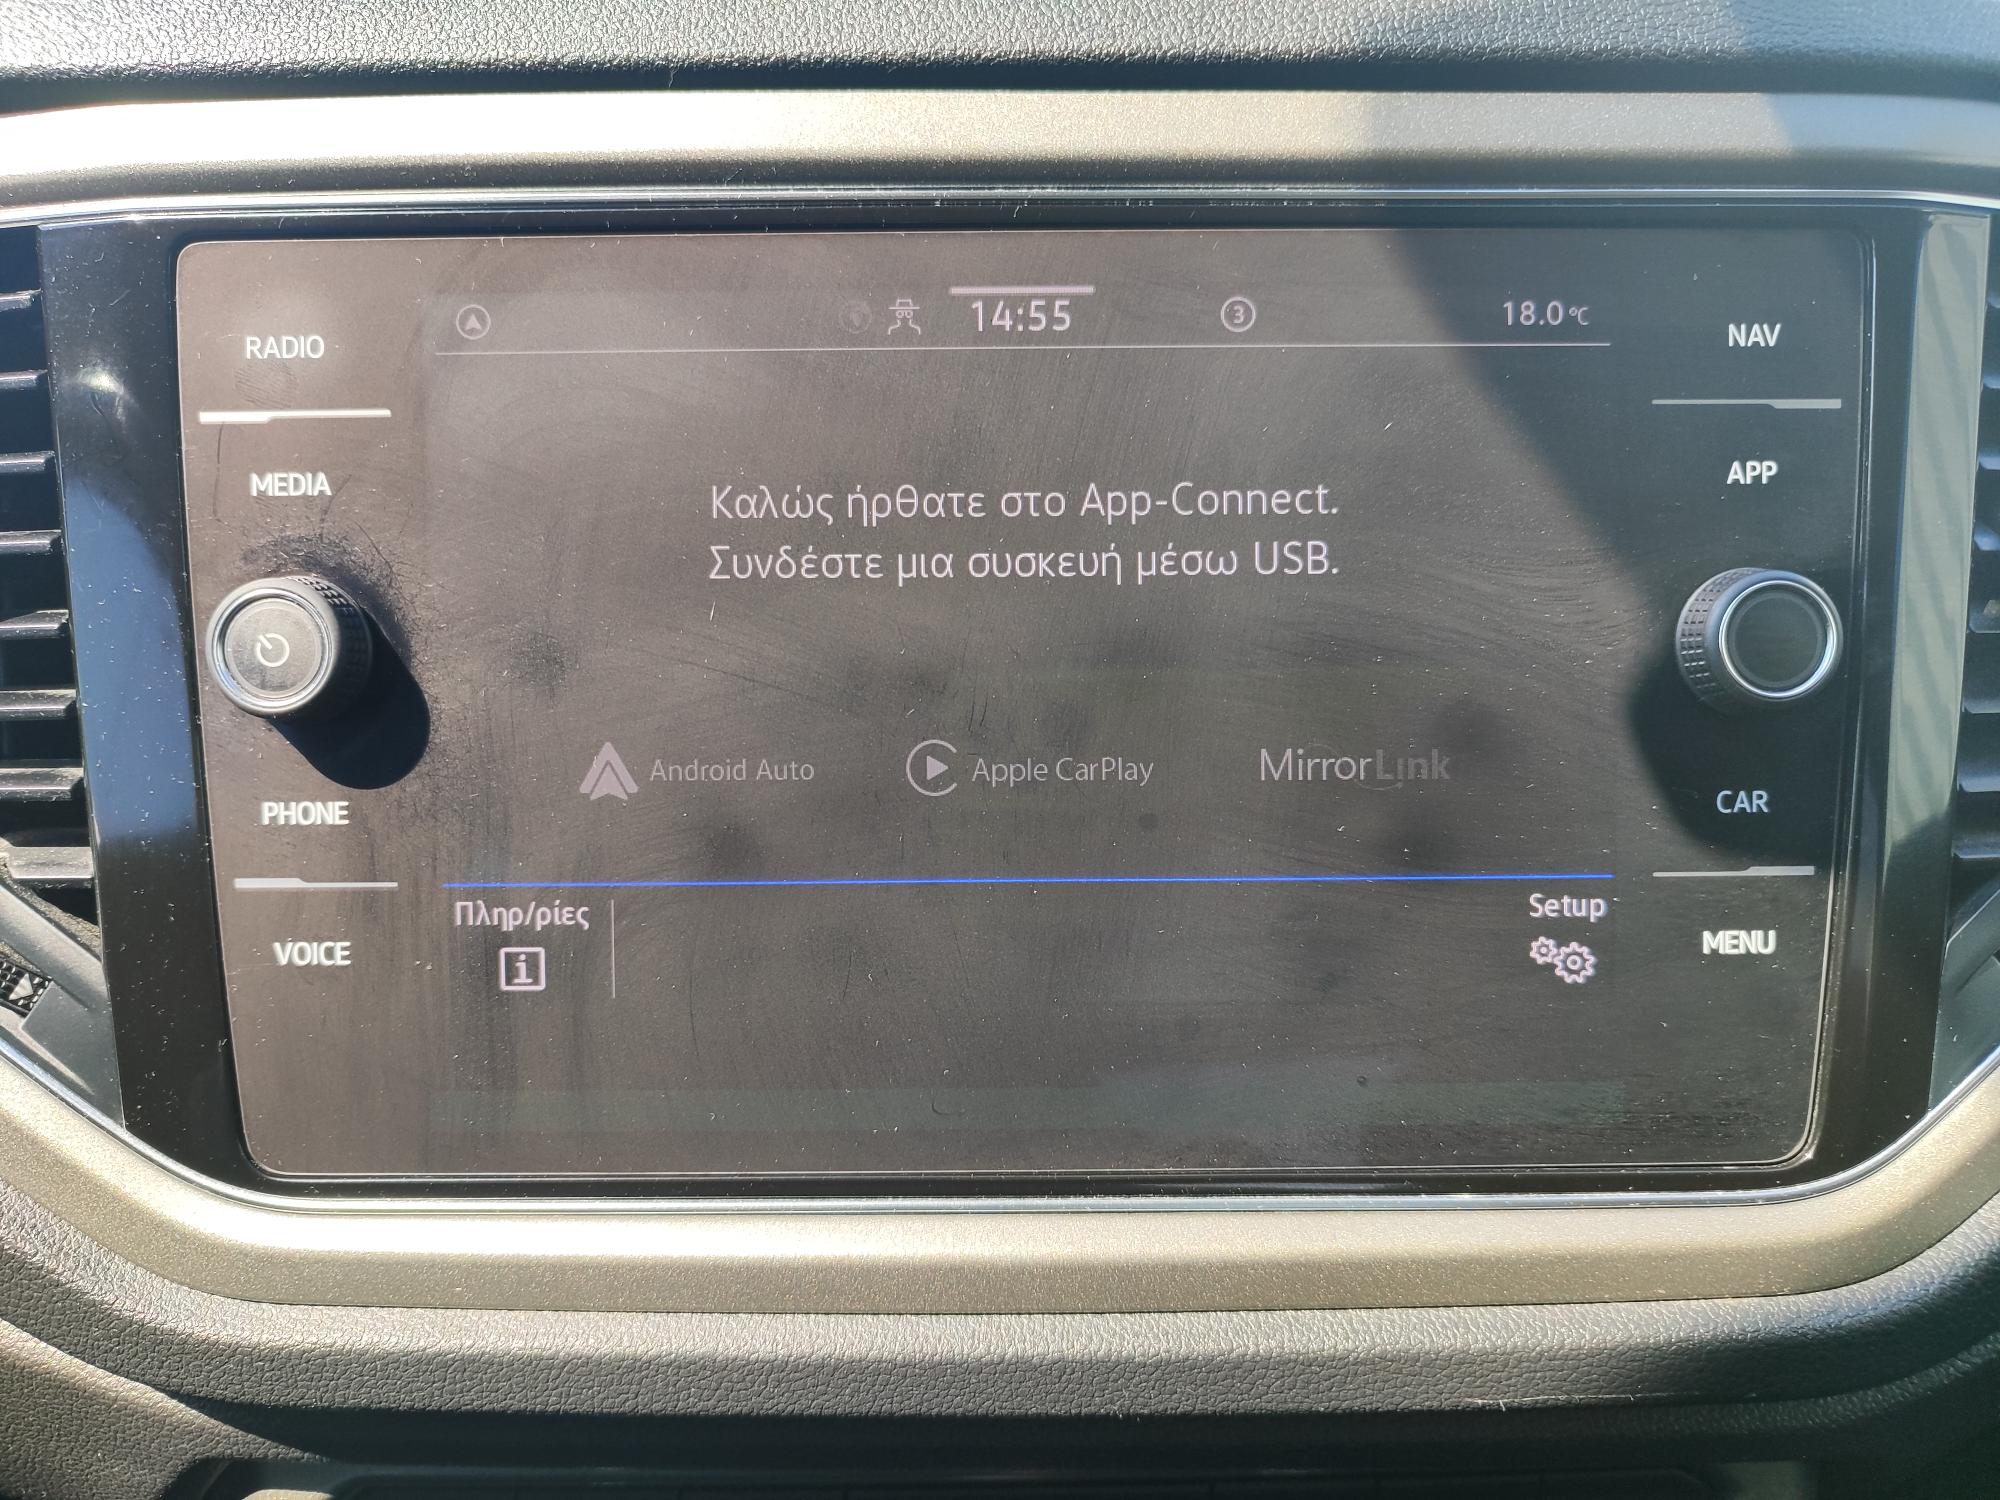 14:55
3
18.0°C
RADIO
NAV
MEDIA
APP
Καλώς ήρθατε στο App-Connect.
Συνδέστε μια συσκευή μέσω USB.
Android Auto
Apple CarPlay
MirrorLink
PHONE
CAR
Πληρ/ρίες
Setup
VOICE
MENU